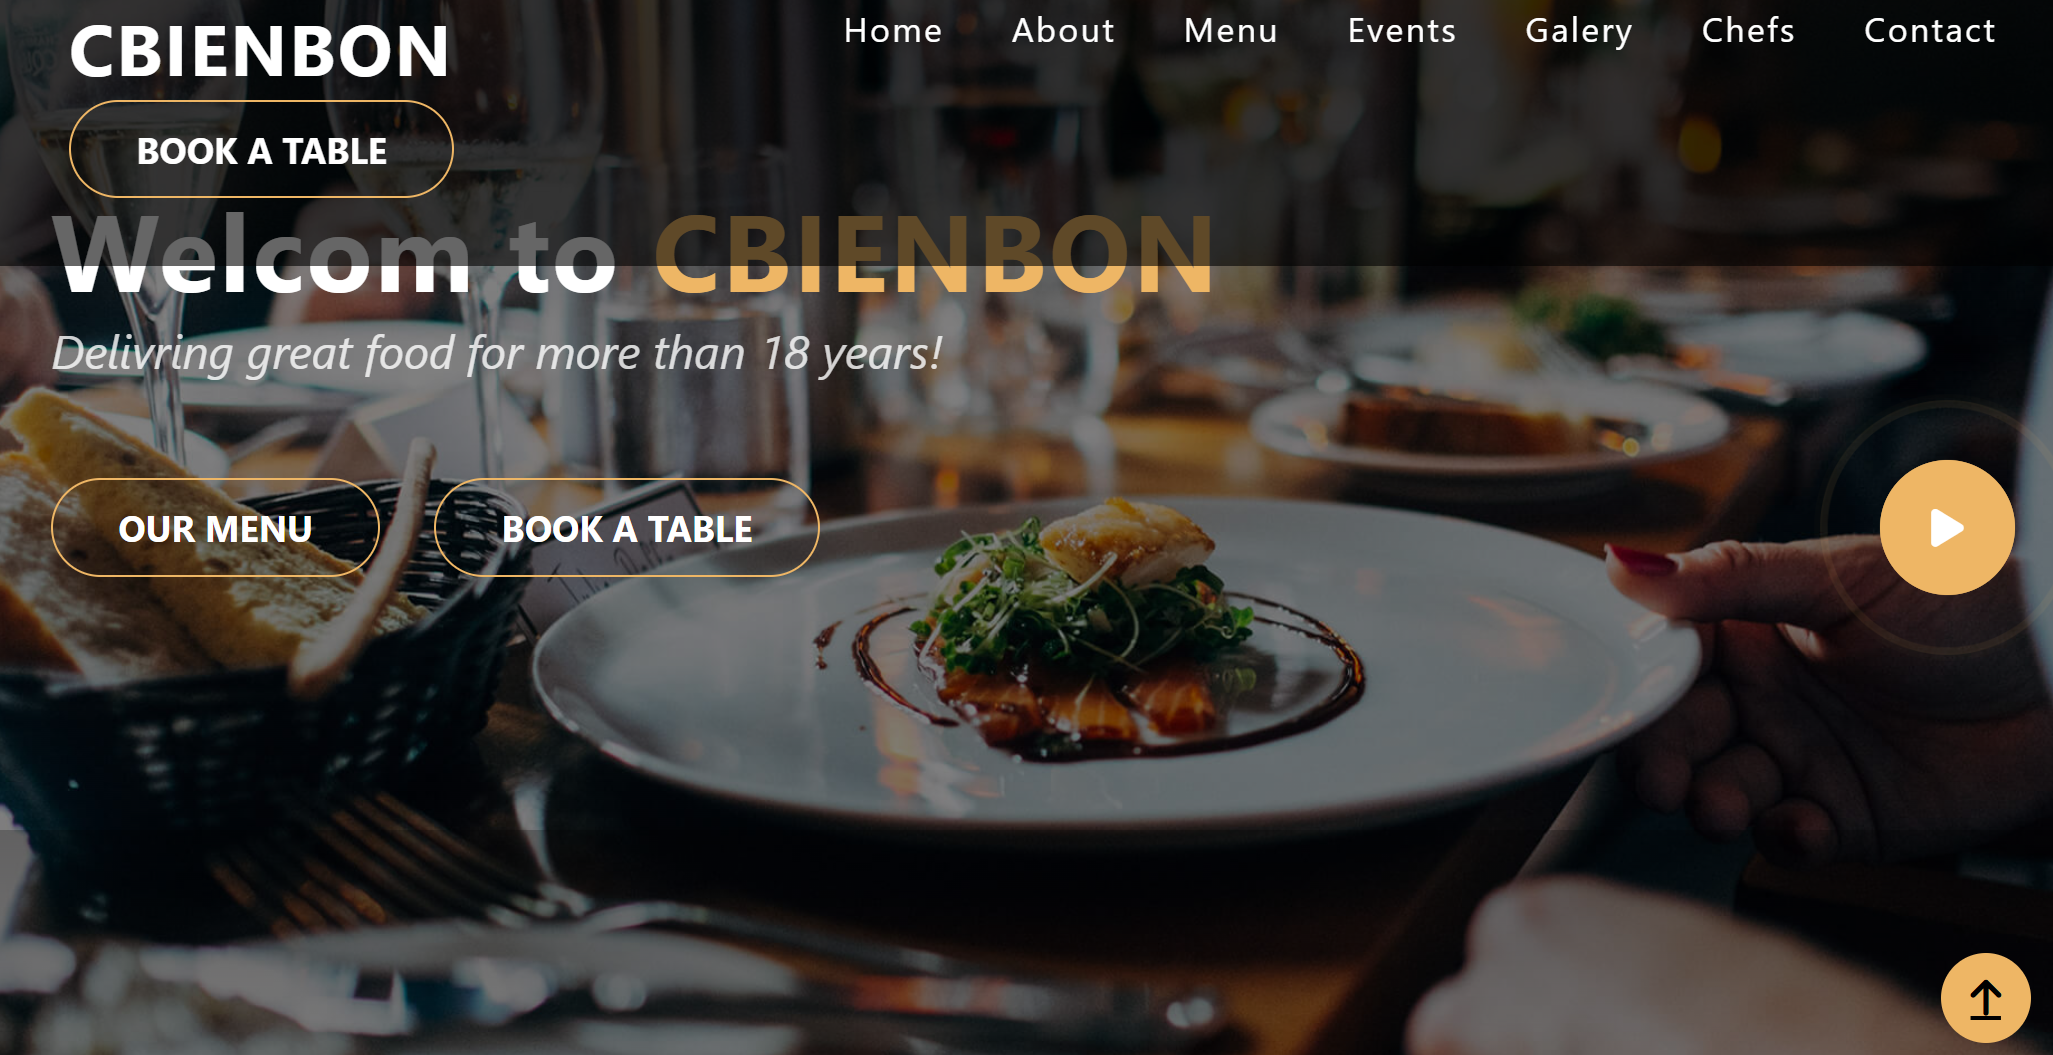 CBIENBON
Home About Menu Events Galery Chefs Contact
BOOK A TABLE
Welcom to CBIENBON
Delivring great food for more than 18 years!
OUR MENU BOOK A TABLE